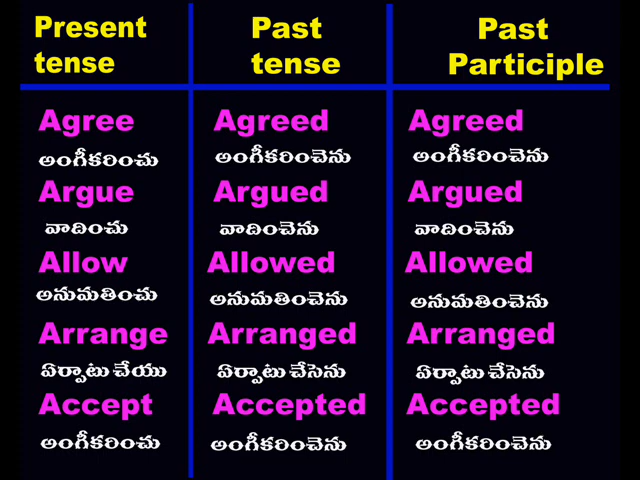 Present tense Past tense Past Participle
Agree Agreed Agreed
అంగీకరించు అంగీకరించెను అంగీకరించెను
Argue Argued Argued
వాదించు వాదించెను వాదించెను
Allow Allowed Allowed
అనుమతించు అనుమతించెను అనుమతించెను
Arrange Arranged Arranged
ఏర్పాటు చేయు ఏర్పాటు చేసెను ఏర్పాటు చేసెను
Accept Accepted Accepted
అంగీకరించు అంగీకరించెను అంగీకరించెను